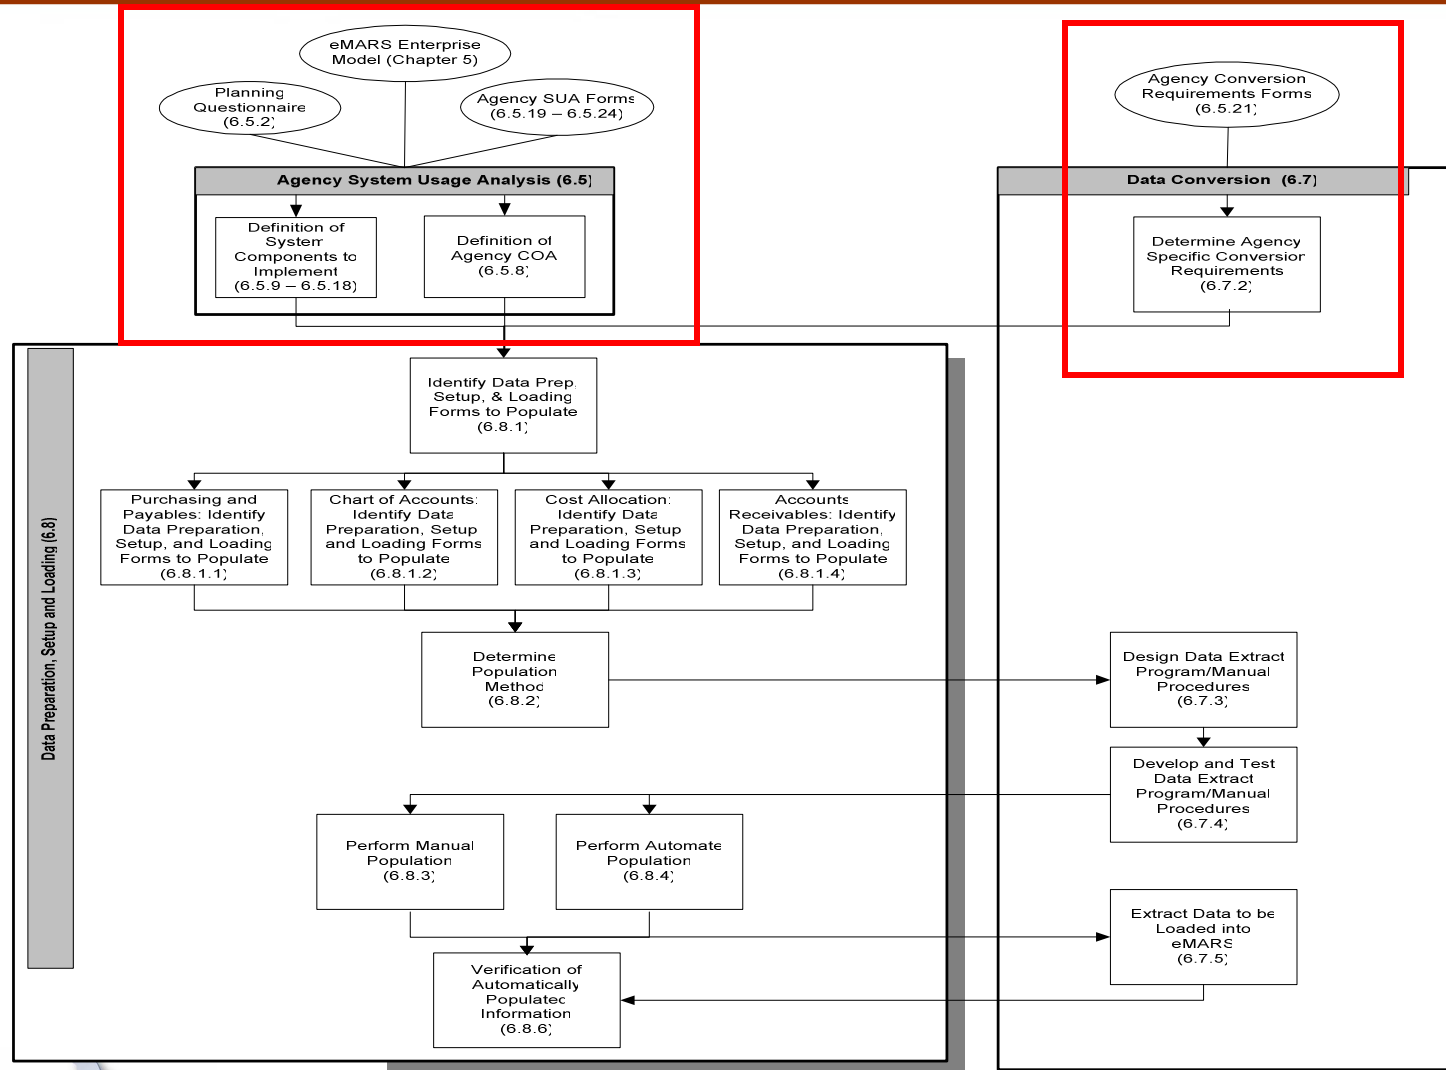 eMARS Enterprise
Model (Chapter 5)
Planning
Questionnaire
(6.5.2)
Agency SUA Forms
(6.5.19 – 6.5.24)
Agency Conversion
Requirements Forms
(6.5.21)
Agency System Usage Analysis (6.5)
Data Conversion (6.7)
Definition of
System
Components to
Implement
(6.5.9 – 6.5.18)
Definition of
Agency COA
(6.5.8)
Determine Agency
Specific Conversion
Requirements
(6.7.2)
Data Preparation, Setup and Loading (6.8)
Identify Data Prep,
Setup, & Loading
Forms to Populate
(6.8.1)
Purchasing and
Payables: Identify
Data Preparation,
Setup, and Loading
Forms to Populate
(6.8.1.1)
Chart of Accounts:
Identify Data
Preparation, Setup
and Loading Forms
to Populate
(6.8.1.2)
Cost Allocation:
Identify Data
Preparation, Setup
and Loading Forms
to Populate
(6.8.1.3)
Accounts
Receivables: Identify
Data Preparation,
Setup, and Loading
Forms to Populate
(6.8.1.4)
Determine
Population
Method
(6.8.2)
Design Data Extract
Program/Manual
Procedures
(6.7.3)
Develop and Test
Data Extract
Program/Manual
Procedures
(6.7.4)
Perform Manual
Population
(6.8.3)
Perform Automate
Population
(6.8.4)
Extract Data to be
Loaded into
eMARS
(6.7.5)
Verification of
Automatically
Populated
Information
(6.8.6)